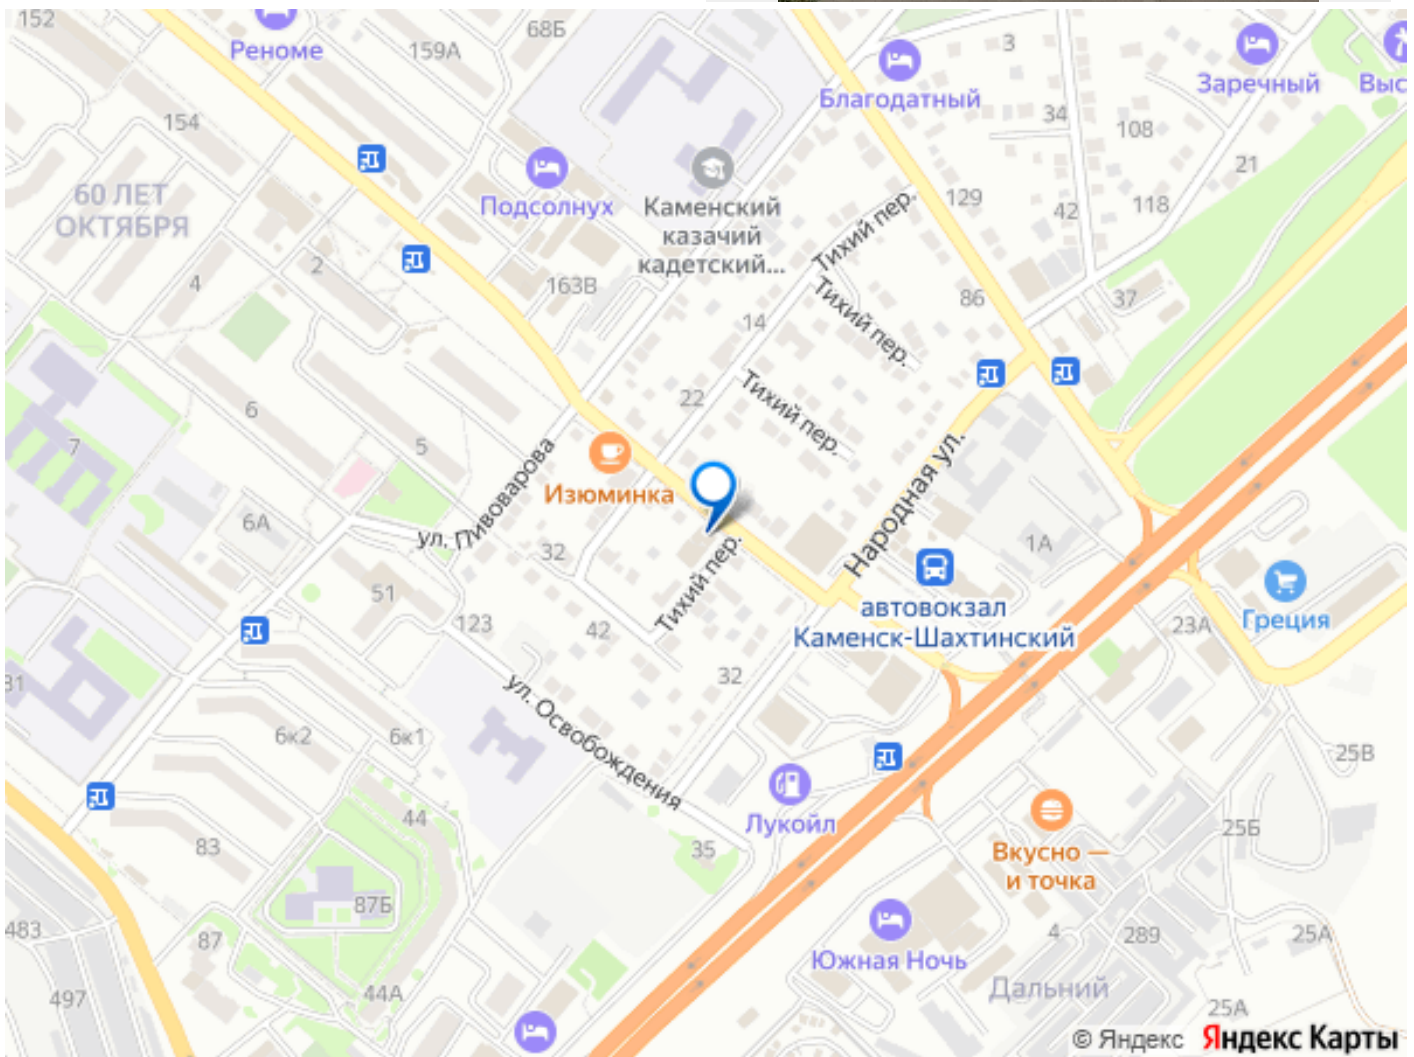 152
Реноме
159А
68Б
3
Благодатный
Заречный
Выс
154
34
108
21
60 ЛЕТ
ОКТЯБРЯ
Подсолнух
Каменский
казачий
кадетский...
129
42
118
Тихий пер.
2
4
163В
Тихий пер.
86
37
14
22
Тихий пер.
6
5
7
Изюминка
ул. Пивоварова
Народная ул.
6А
32
Тихий пер.
1А
автовокзал
Каменск-Шахтинский
Греция
51
123
42
23А
32
31
ул. Освобождения
6к2
6к1
25В
Лукойл
44
83
35
25Б
Вкусно —
и точка
87Б
483
87
4
289
25А
Южная Ночь
Дальний
497
44А
25А
© Яндекс Яндекс Карты